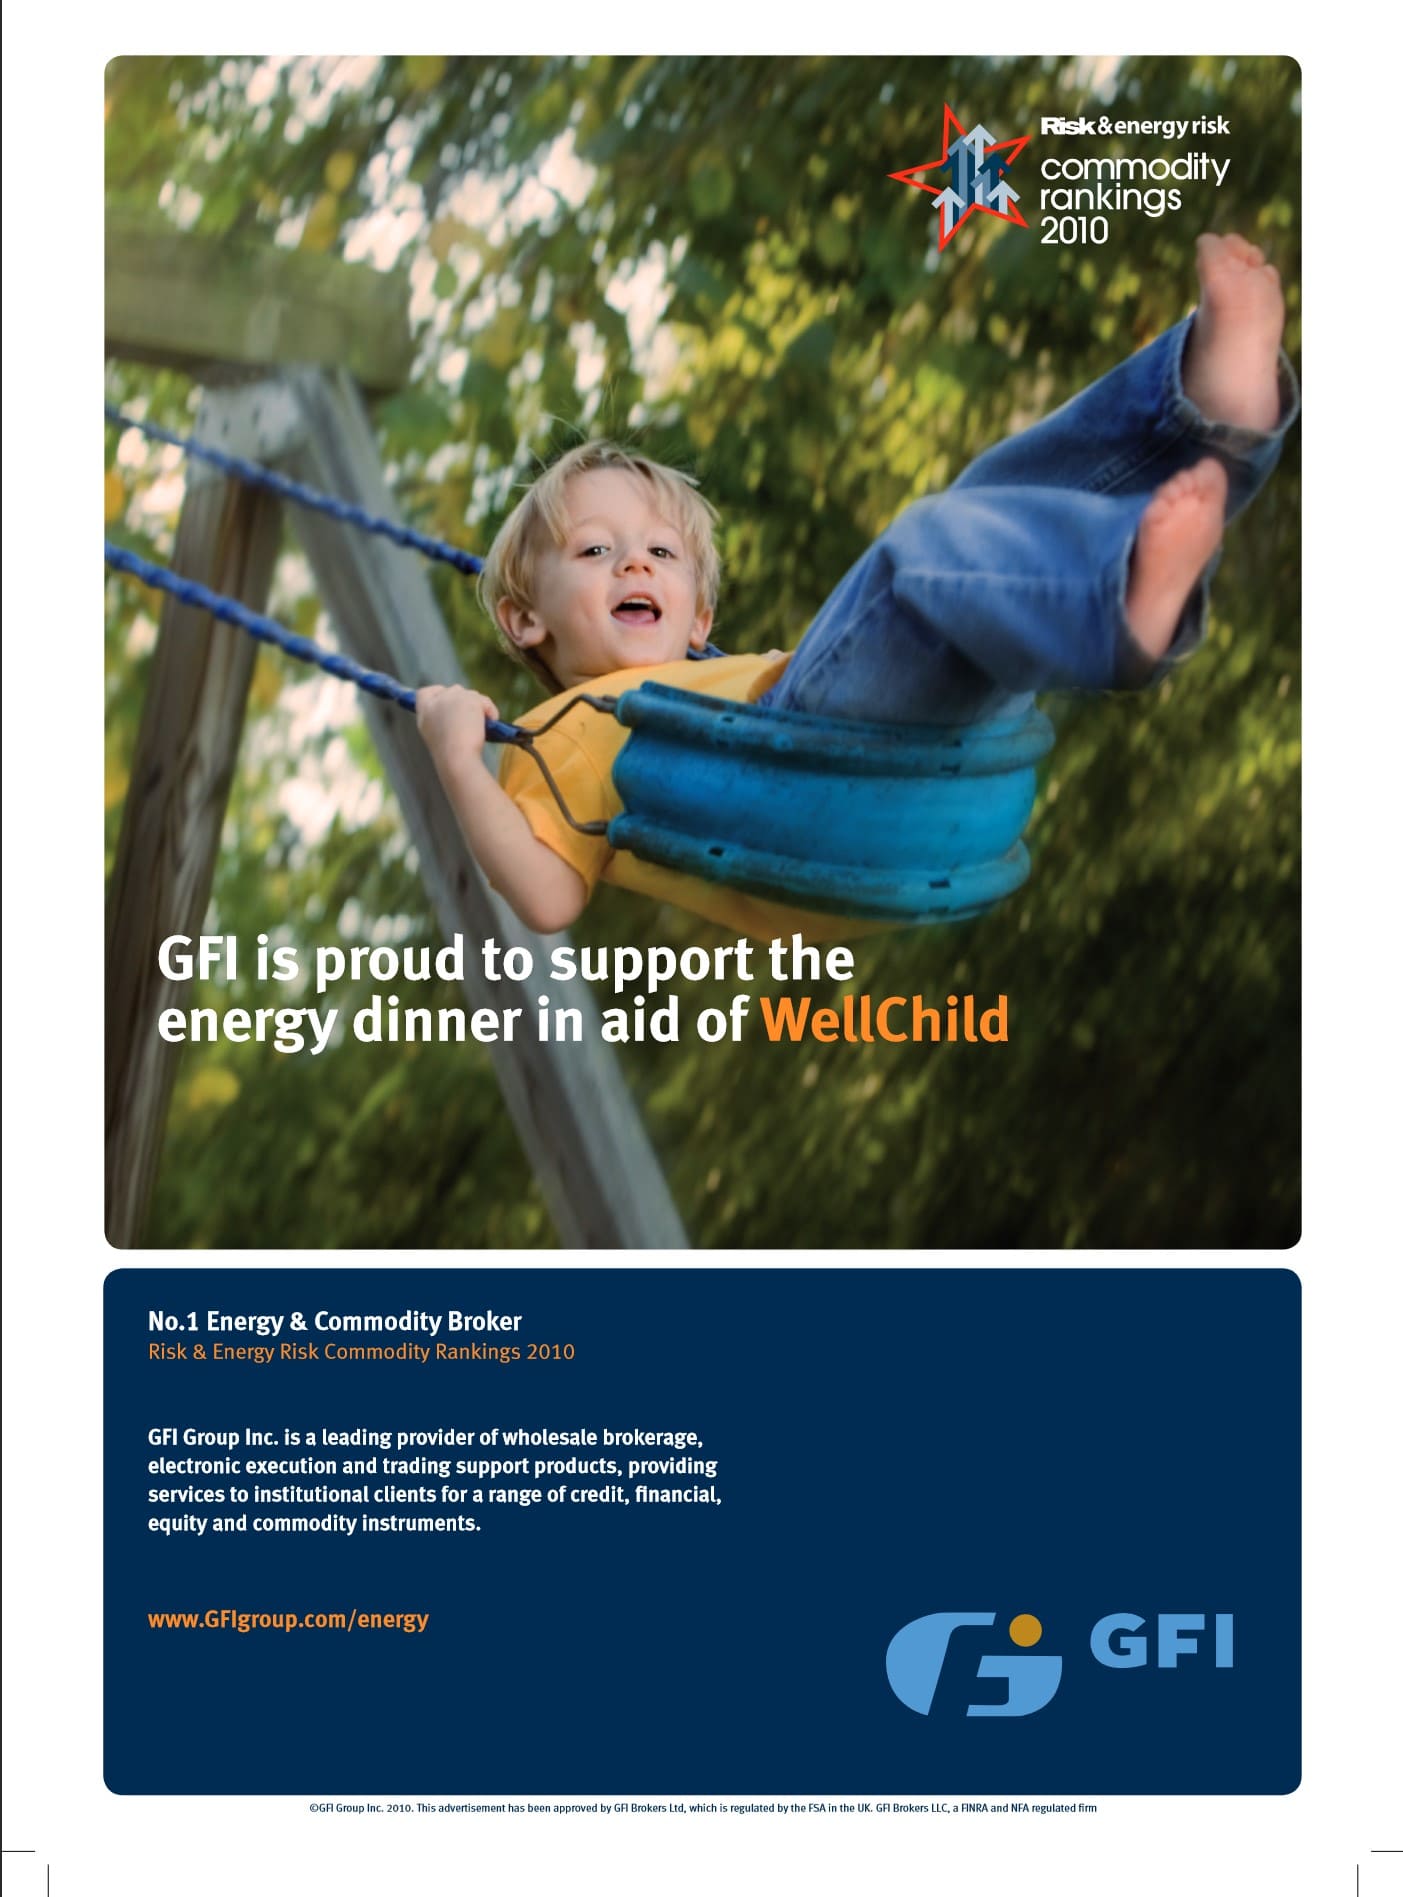 Risk & energy risk
commodity
rankings
2010
GFI is proud to support the
energy dinner in aid of WellChild
No.1 Energy & Commodity Broker
Risk & Energy Risk Commodity Rankings 2010
GFI Group Inc. is a leading provider of wholesale brokerage,
electronic execution and trading support products, providing
services to institutional clients for a range of credit, financial,
equity and commodity instruments.
www.GFIgroup.com/energy
GFI
©GFI Group Inc. 2010. This advertisement has been approved by GFI Brokers Ltd, which is regulated by the FSA in the UK. GFI Brokers LLC, a FINRA and NFA regulated firm